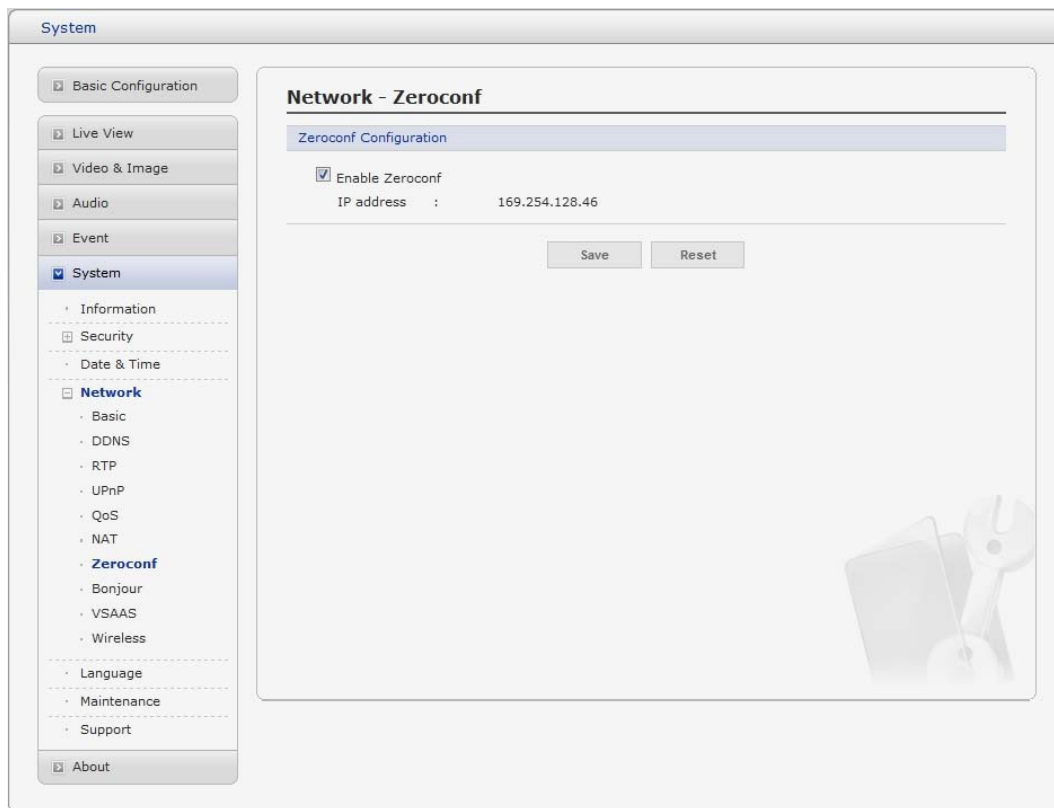 System
Basic Configuration
Live View
Video & Image
Audio
Event
System
Information
Security
Date & Time
Network
Basic
DDNS
RTP
UPnP
QoS
NAT
Zeroconf
Bonjour
VSAAS
Wireless
Language
Maintenance
Support
About
Network - Zeroconf
Zeroconf Configuration
Enable Zeroconf
IP address : 169.254.128.46
Save Reset